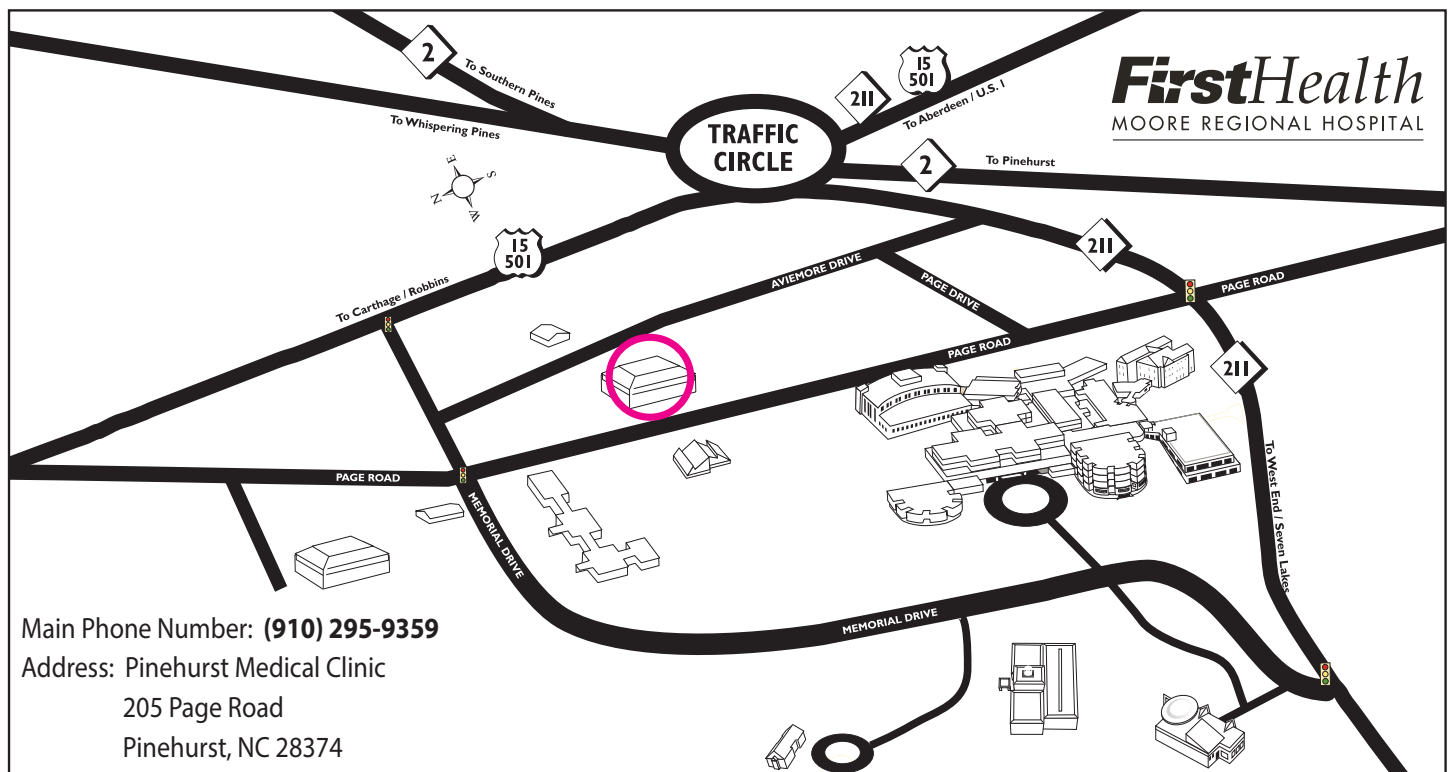 2
To Southern Pines
To Whispering Pines
TRAFFIC
CIRCLE
211
15
501
To Aberdeen / U.S. 1
FirstHealth
MOORE REGIONAL HOSPITAL
2
To Pinehurst
E
S
N
W
15
501
To Carthage / Robbins
211
AVIEMORE DRIVE
PAGE DRIVE
PAGE ROAD
PAGE ROAD
211
PAGE ROAD
MEMORIAL DRIVE
To West End / Seven Lakes
MEMORIAL DRIVE
Main Phone Number: (910) 295-9359
Address: Pinehurst Medical Clinic
205 Page Road
Pinehurst, NC 28374